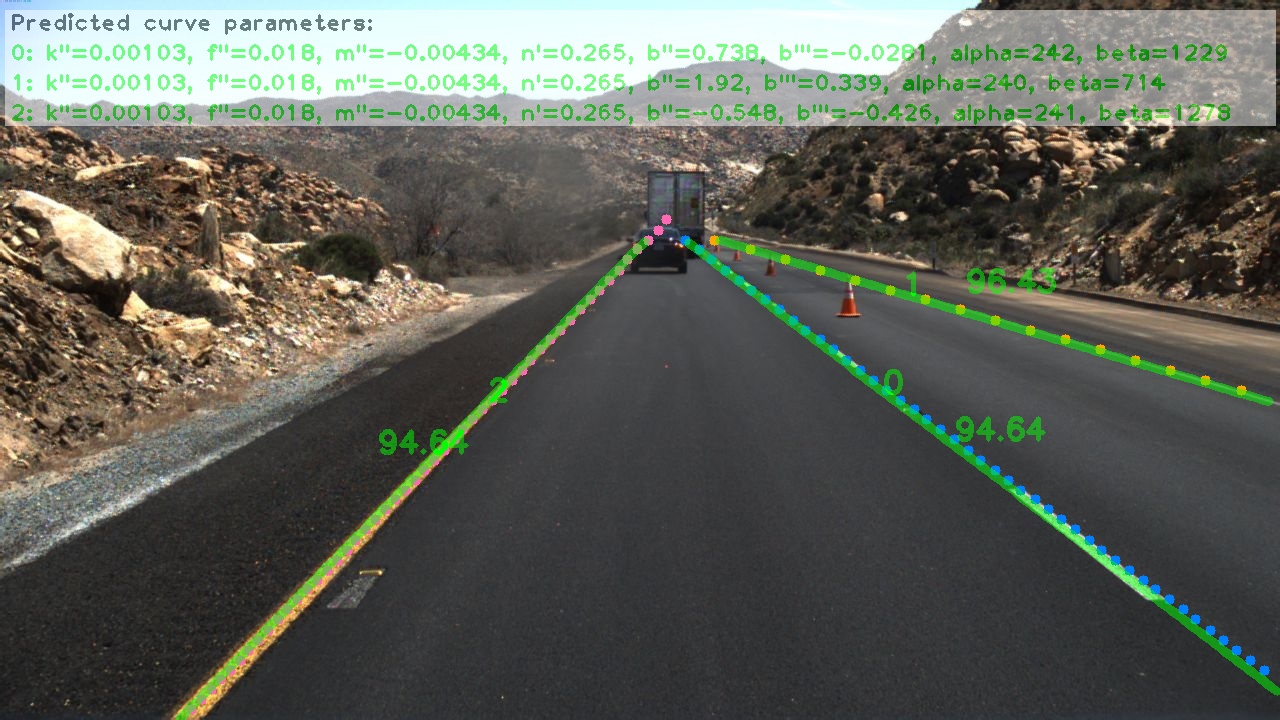 Predicted curve parameters:
0: k''=0.00103, f''=0.018, m''=-0.00434, n'=0.265, b''=0.738, b'''=-0.0281, alpha=242, beta=1229
1: k''=0.00103, f''=0.018, m''=-0.00434, n'=0.265, b''=1.92, b'''=0.339, alpha=240, beta=714
2: k''=0.00103, f''=0.018, m''=-0.00434, n'=0.265, b''=-0.548, b'''=-0.426, alpha=241, beta=1278
1 96.43
2 0
94.64 94.64